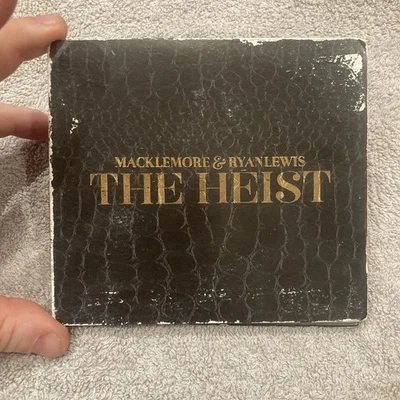 MACKLEMORE & RYAN LEWIS
THE HEIST